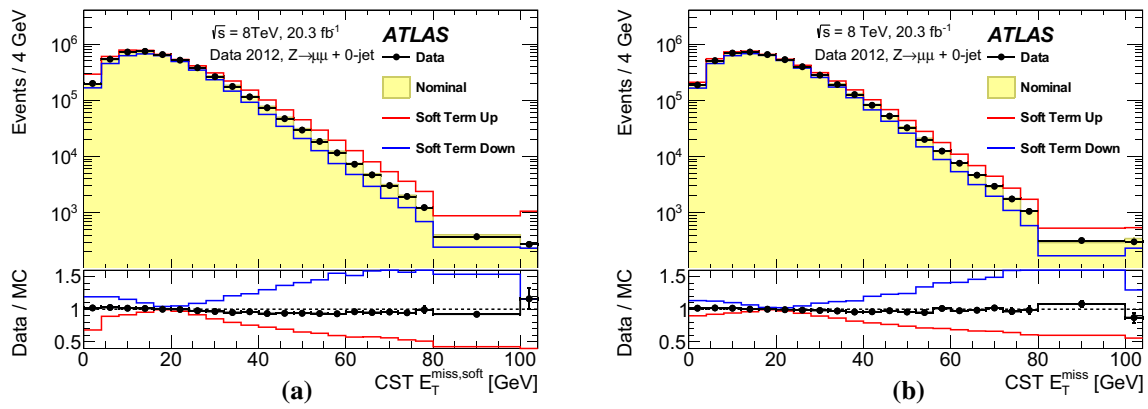 Events / 4 GeV
10⁶
10⁵
10⁴
10³
√s = 8TeV, 20.3 fb⁻¹
Data 2012, Z→μμ + 0-jet
ATLAS
Data
Nominal
Soft Term Up
Soft Term Down
Data / MC
1.5
1
0.5
0 20 40 60 80 100
CST E_T^miss,soft [GeV]
(a)
Events / 4 GeV
10⁶
10⁵
10⁴
10³
√s = 8 TeV, 20.3 fb⁻¹
Data 2012, Z→μμ + 0-jet
ATLAS
Data
Nominal
Soft Term Up
Soft Term Down
Data / MC
1.5
1
0.5
0 20 40 60 80 100
CST E_T^miss [GeV]
(b)